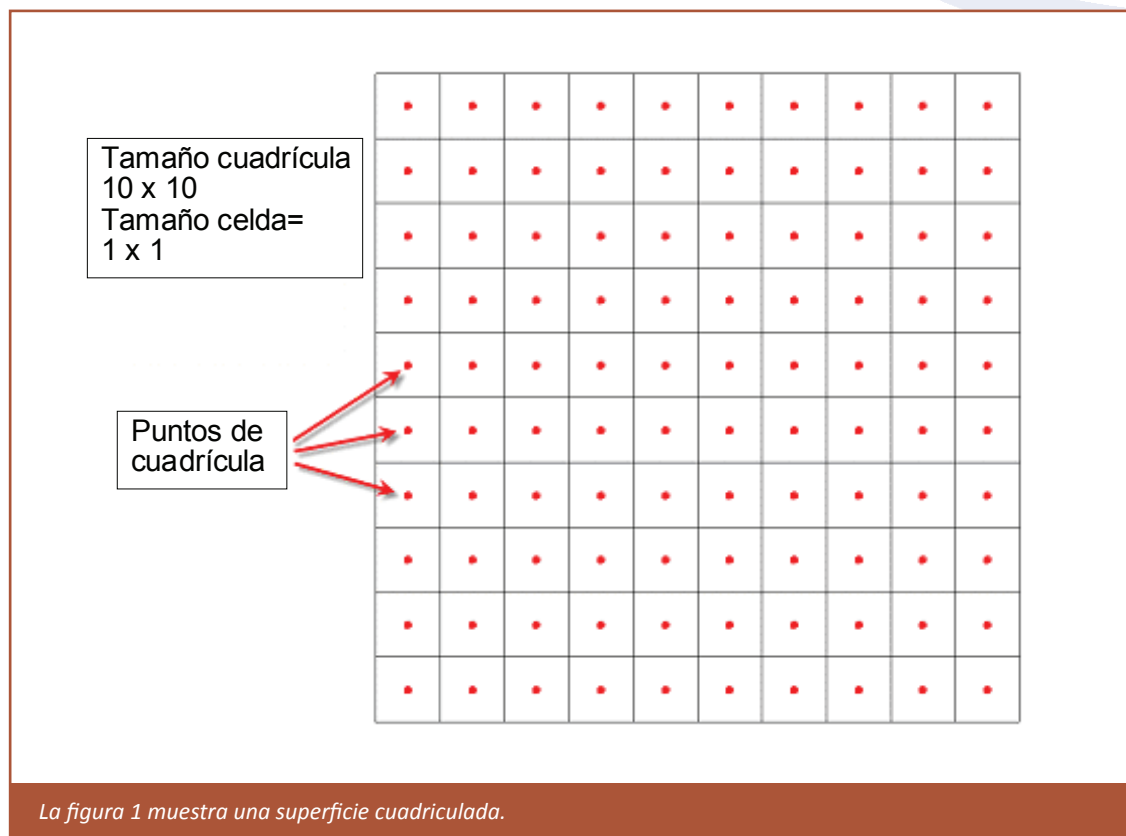 Tamaño cuadrícula
10 x 10
Tamaño celda=
1 x 1
Puntos de
cuadrícula
La figura 1 muestra una superficie cuadriculada.